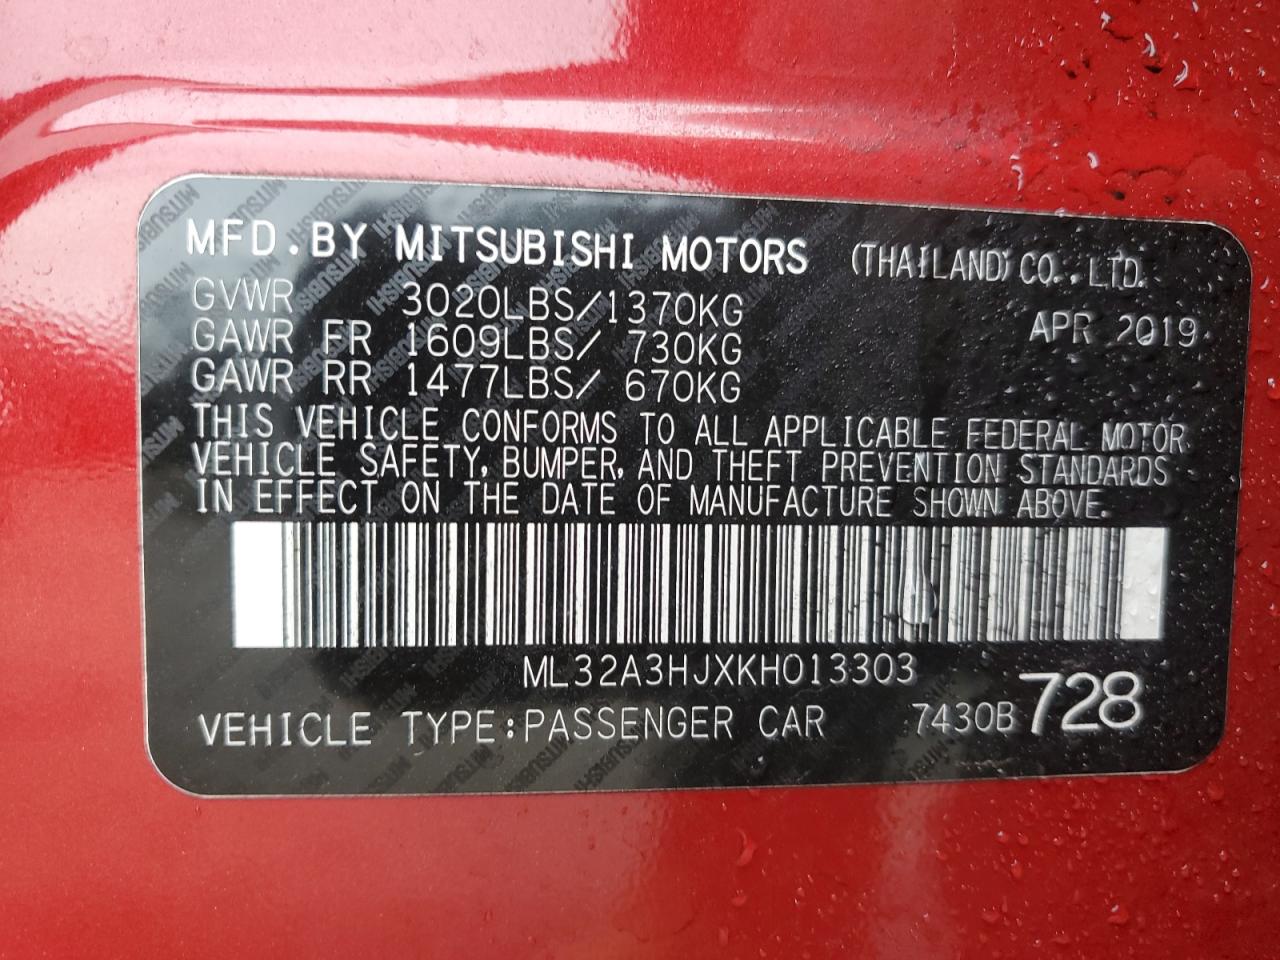 MFD.BY MITSUBISHI MOTORS (THAILAND) CO.,LTD.
GVWR 3020LBS/1370KG
APR 2019
GAWR FR 1609LBS/ 730KG
GAWR RR 1477LBS/ 670KG
THIS VEHICLE CONFORMS TO ALL APPLICABLE FEDERAL MOTOR
VEHICLE SAFETY, BUMPER, AND THEFT PREVENTION STANDARDS
IN EFFECT ON THE DATE OF MANUFACTURE SHOWN ABOVE.
ML32A3HJXKH013303
VEHICLE TYPE:PASSENGER CAR 7430B 728